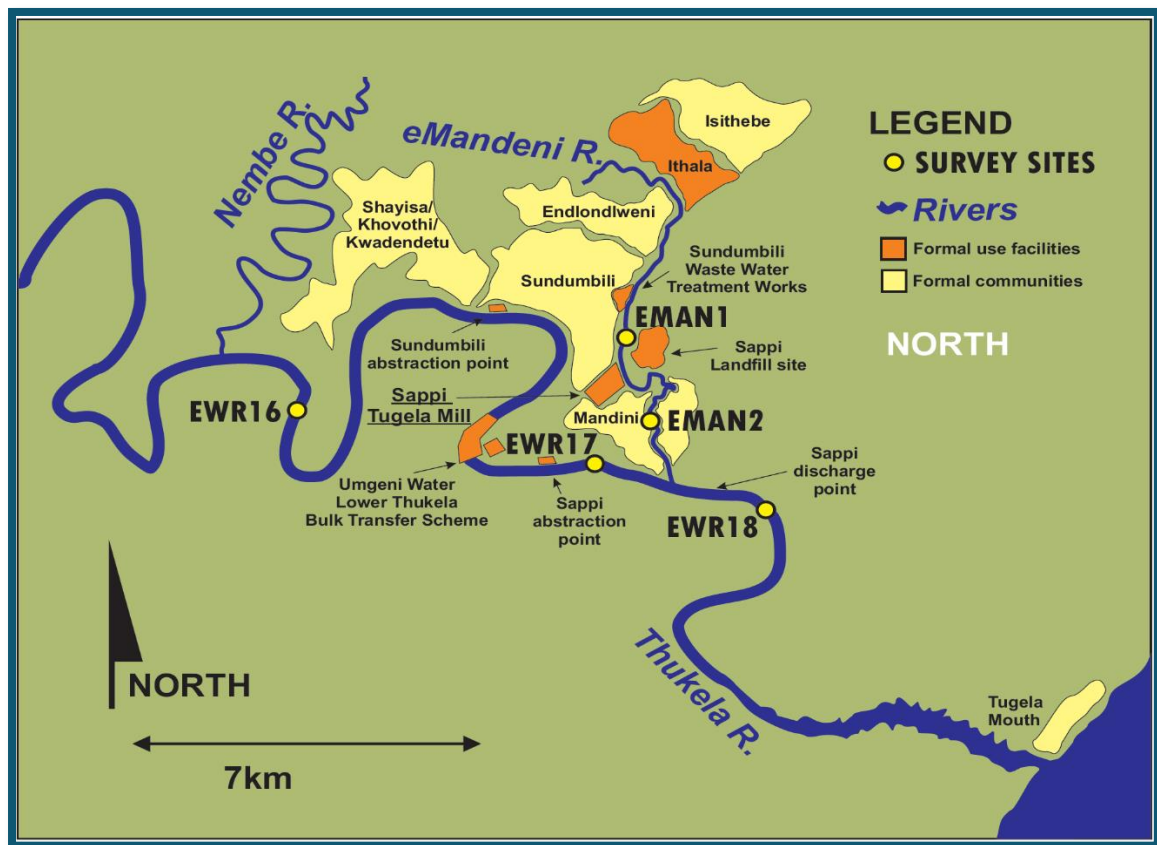 Nembe R.
eMandeni R.
Isithebe
Ithala
Shayisa/
Khovothi/
Kwadendetu
Endlondlweni
Sundumbili
Sundumbili
Waste Water
Treatment Works
EMAN1
Sundumbili
abstraction point
Sappi
Landfill site
Sappi
Tugela Mill
EWR16
Mandini
EMAN2
EWR17
Umgeni Water
Lower Thukela
Bulk Transfer Scheme
Sappi
abstraction
point
Sappi
discharge
point
EWR18
Thukela R.
Tugela
Mouth
LEGEND
SURVEY SITES
Rivers
Formal use facilities
Formal communities
NORTH
NORTH
7km